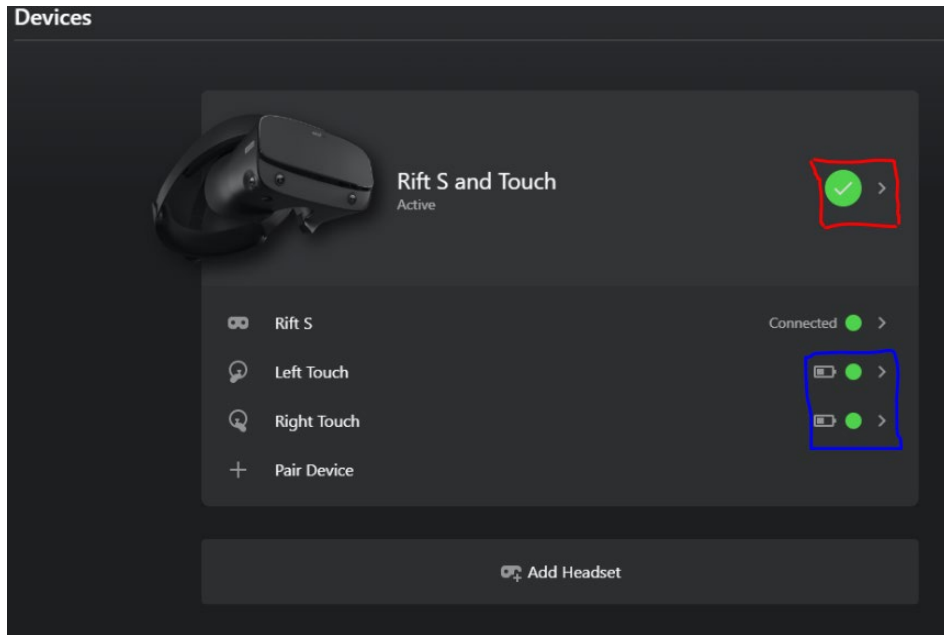 Devices
Rift S and Touch
Active
Rift S
Connected
Left Touch
Right Touch
Pair Device
Add Headset